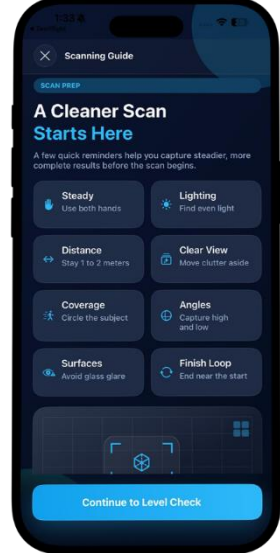 1:33
Scanning Guide
SCAN PREP
A Cleaner Scan
Starts Here
A few quick reminders help you capture steadier, more
complete results before the scan begins.
Steady
Use both hands
Lighting
Find even light
Distance
Stay 1 to 2 meters
Clear View
Move clutter aside
Coverage
Circle the subject
Angles
Capture high
and low
Surfaces
Avoid glass glare
Finish Loop
End near the start
Continue to Level Check